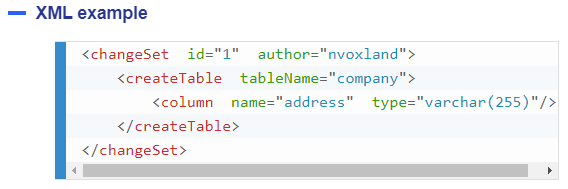 XML example
<changeSet  id="1"  author="nvoxland">
    <createTable  tableName="company">
        <column  name="address"  type="varchar(255)"/>
    </createTable>
</changeSet>